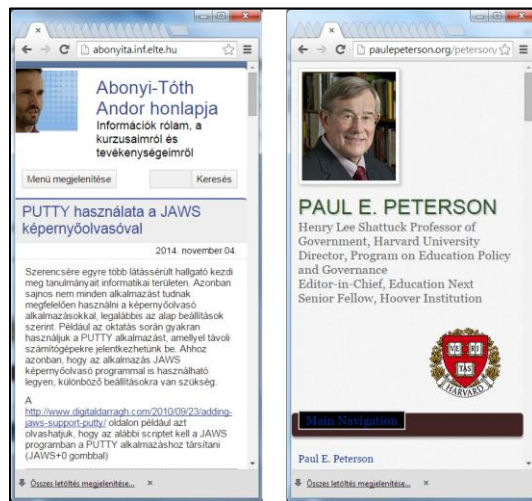 abonyita.inf.elte.hu
Abonyi-Tóth
Andor honlapja
Információk rólam, a
kurzusaimról és
tevékenységeimről
Menü megjelenítése
Keresés
PUTTY használata a JAWS
képernyőolvasóval
2014. november 04.
Szerencsére egyre több látássérült hallgató kezdi
meg tanulmányait informatikai területen. Azonban
sajnos nem minden alkalmazást tudnak
megfelelően használni a képernyőolvasó
alkalmazásokkal, legalábbis az alap beállítások
szerint. Például az oktatás során gyakran
használjuk a PUTTY alkalmazást, amellyel távoli
számítógépekre jelentkezhetünk be. Ahhoz
azonban, hogy az alkalmazás JAWS
képernyőolvasó programmal is használható
legyen, különböző beállításokra van szükség.
A
http://www.digitaldarragh.com/2010/09/23/adding-
jaws-support-putty/ oldalon például azt
olvashatjuk, hogy az alábbi scriptet kell a JAWS
programban a PUTTY alkalmazáshoz társítani
(JAWS+0 gombbal)
Összes letöltés megjelenítése...
paulepeterson.org/peterson/
PAUL E. PETERSON
Henry Lee Shattuck Professor of
Government, Harvard University
Director, Program on Education Policy
and Governance
Editor-in-Chief, Education Next
Senior Fellow, Hoover Institution
VE RI
TAS
HARVARD
Main Navigation
Paul E. Peterson
Összes letöltés megjelenítése...